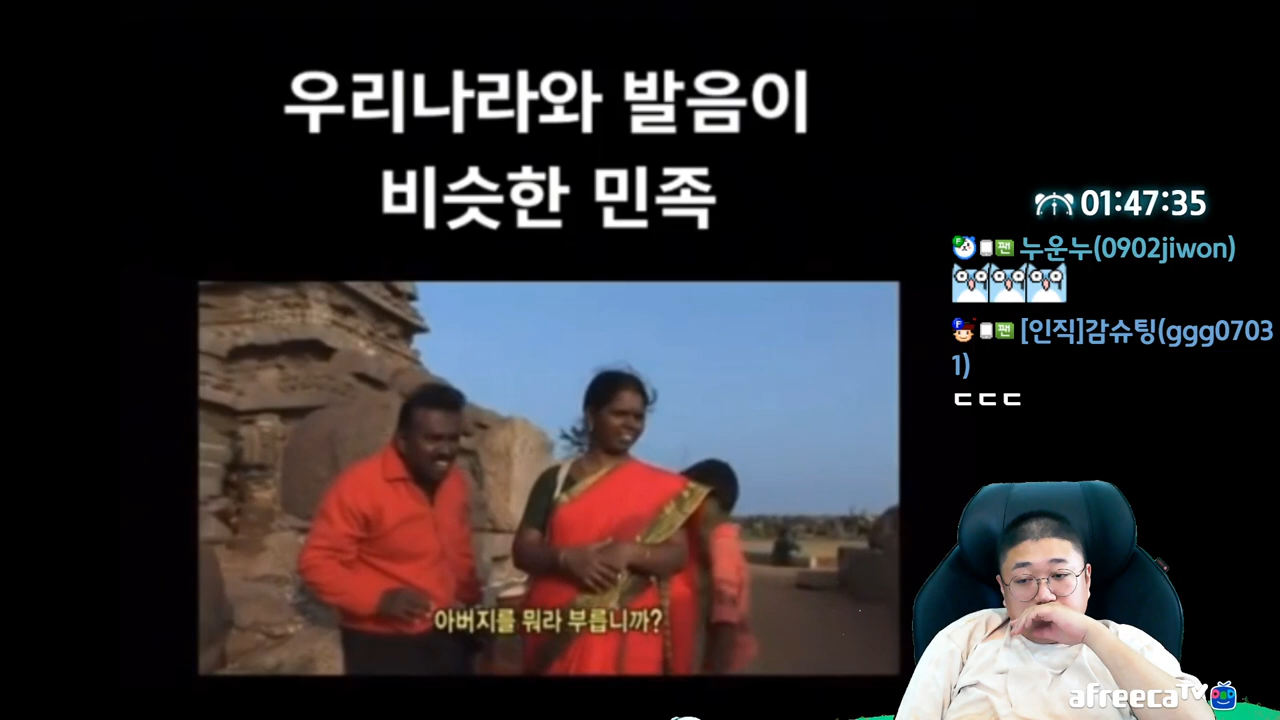 우리나라와 발음이
비슷한 민족
01:47:35
F 팬 누운누(0902jiwon)
F 팬 [인직]감슈팅(ggg0703
1)
ㄷㄷㄷ
아버지를 뭐라 부릅니까?
afreecaTV